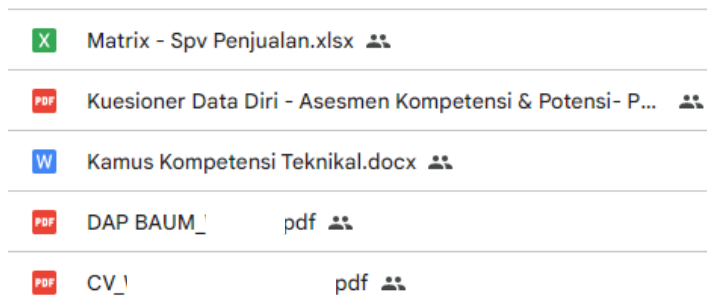 X Matrix - Spv Penjualan.xlsx
PDF Kuesioner Data Diri - Asesmen Kompetensi & Potensi- P...
W Kamus Kompetensi Teknikal.docx
PDF DAP BAUM_ pdf
PDF CV_ pdf